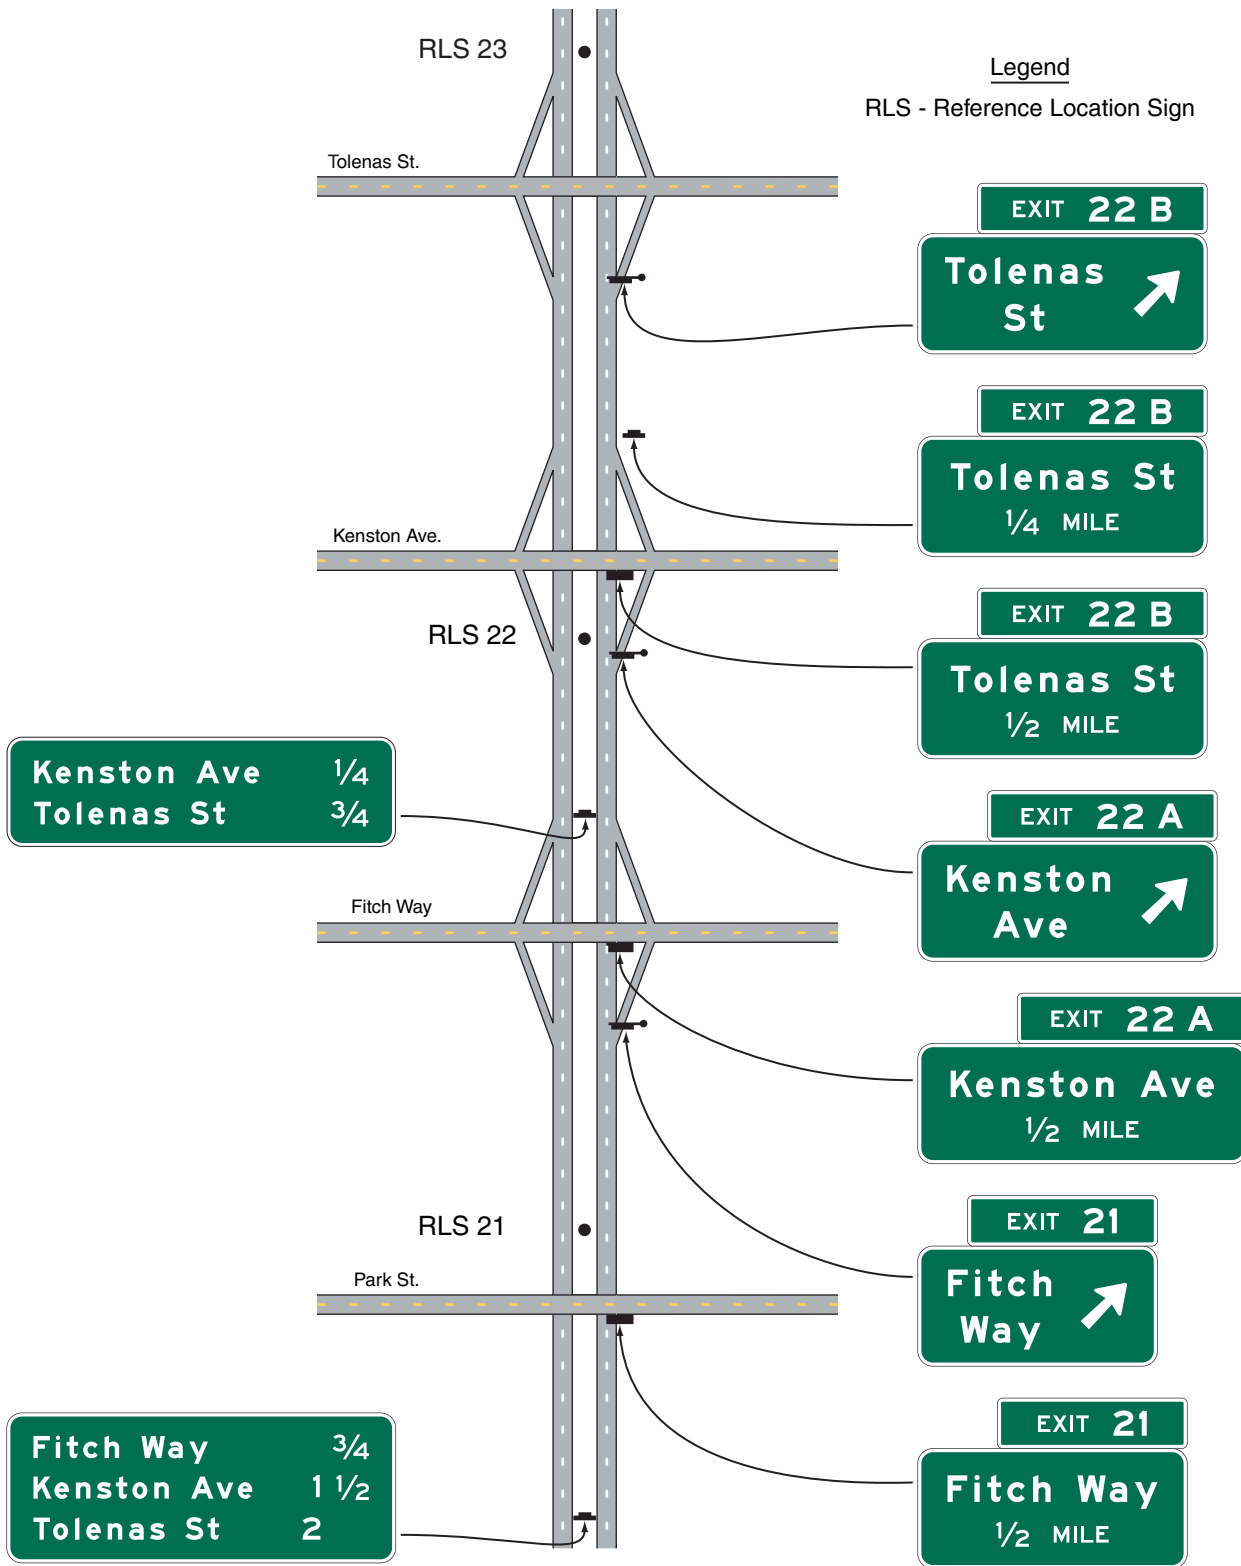 RLS 23
Legend
RLS - Reference Location Sign
Tolenas St.
EXIT 22 B
Tolenas
St
EXIT 22 B
Tolenas St
1/4 MILE
Kenston Ave.
EXIT 22 B
Tolenas St
1/2 MILE
RLS 22
Kenston Ave 1/4
Tolenas St 3/4
EXIT 22 A
Kenston
Ave
Fitch Way
EXIT 22 A
Kenston Ave
1/2 MILE
RLS 21
EXIT 21
Fitch
Way
Park St.
EXIT 21
Fitch Way
1/2 MILE
Fitch Way 3/4
Kenston Ave 1 1/2
Tolenas St 2